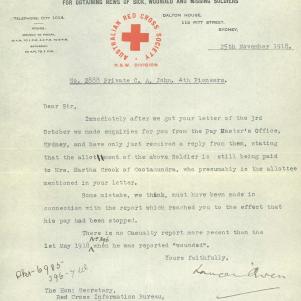 FOR OBTAINING NEWS OF SICK, WOUNDED AND MISSING SOLDIERS
TELEPHONE: CITY 1034.
DALTON HOUSE,
115 PITT STREET,
SYDNEY.
AUSTRALIAN RED CROSS SOCIETY
N.S.W. DIVISION
25th November 1918.
No. 2888 Private C. A. John, 4th Pioneers.
Dear Sir,
Immediately after we got your letter of the 3rd
October we made enquiries for you from the Pay Master's Office,
Sydney, and have only just received a reply from them, stating
that the allotment of the above Soldier is still being paid
to Mrs. Martha Crook of Cootamundra, who presumably is the allottee
mentioned in your letter.
Some mistake, we think, must have been made in
connection with the report which reached you to the effect that
his pay had been stopped.
There is no Casualty report more recent than the
1st May 1918, when he was reported "wounded".
Yours faithfully,
The Hon: Secretary,
Red Cross Information Bureau,